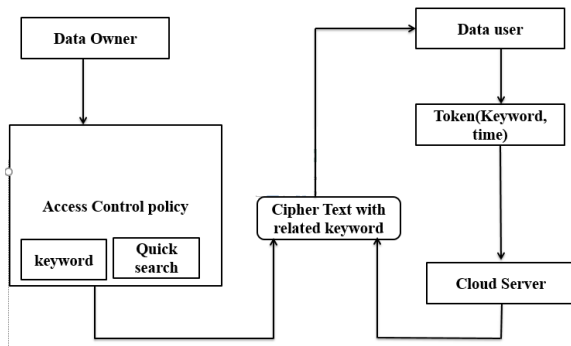 Data Owner
Data user
Token(Keyword,
time)
Access Control policy
keyword
Quick
search
Cipher Text with
related keyword
Cloud Server